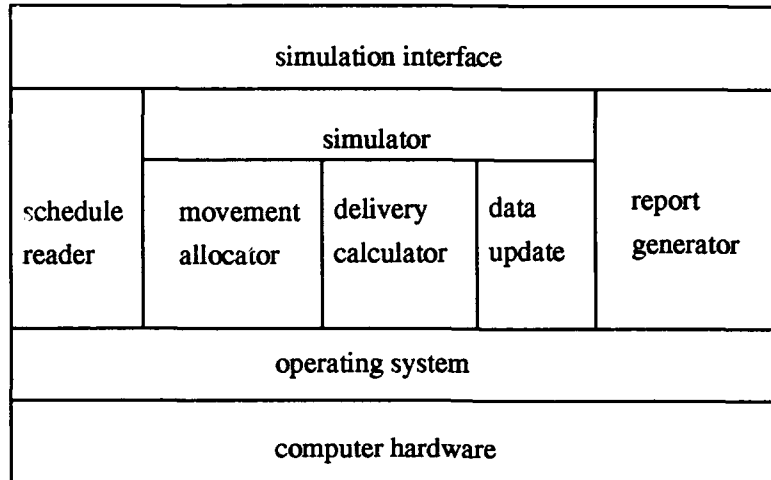 simulation interface
simulator
schedule
reader
movement
allocator
delivery
calculator
data
update
report
generator
operating system
computer hardware